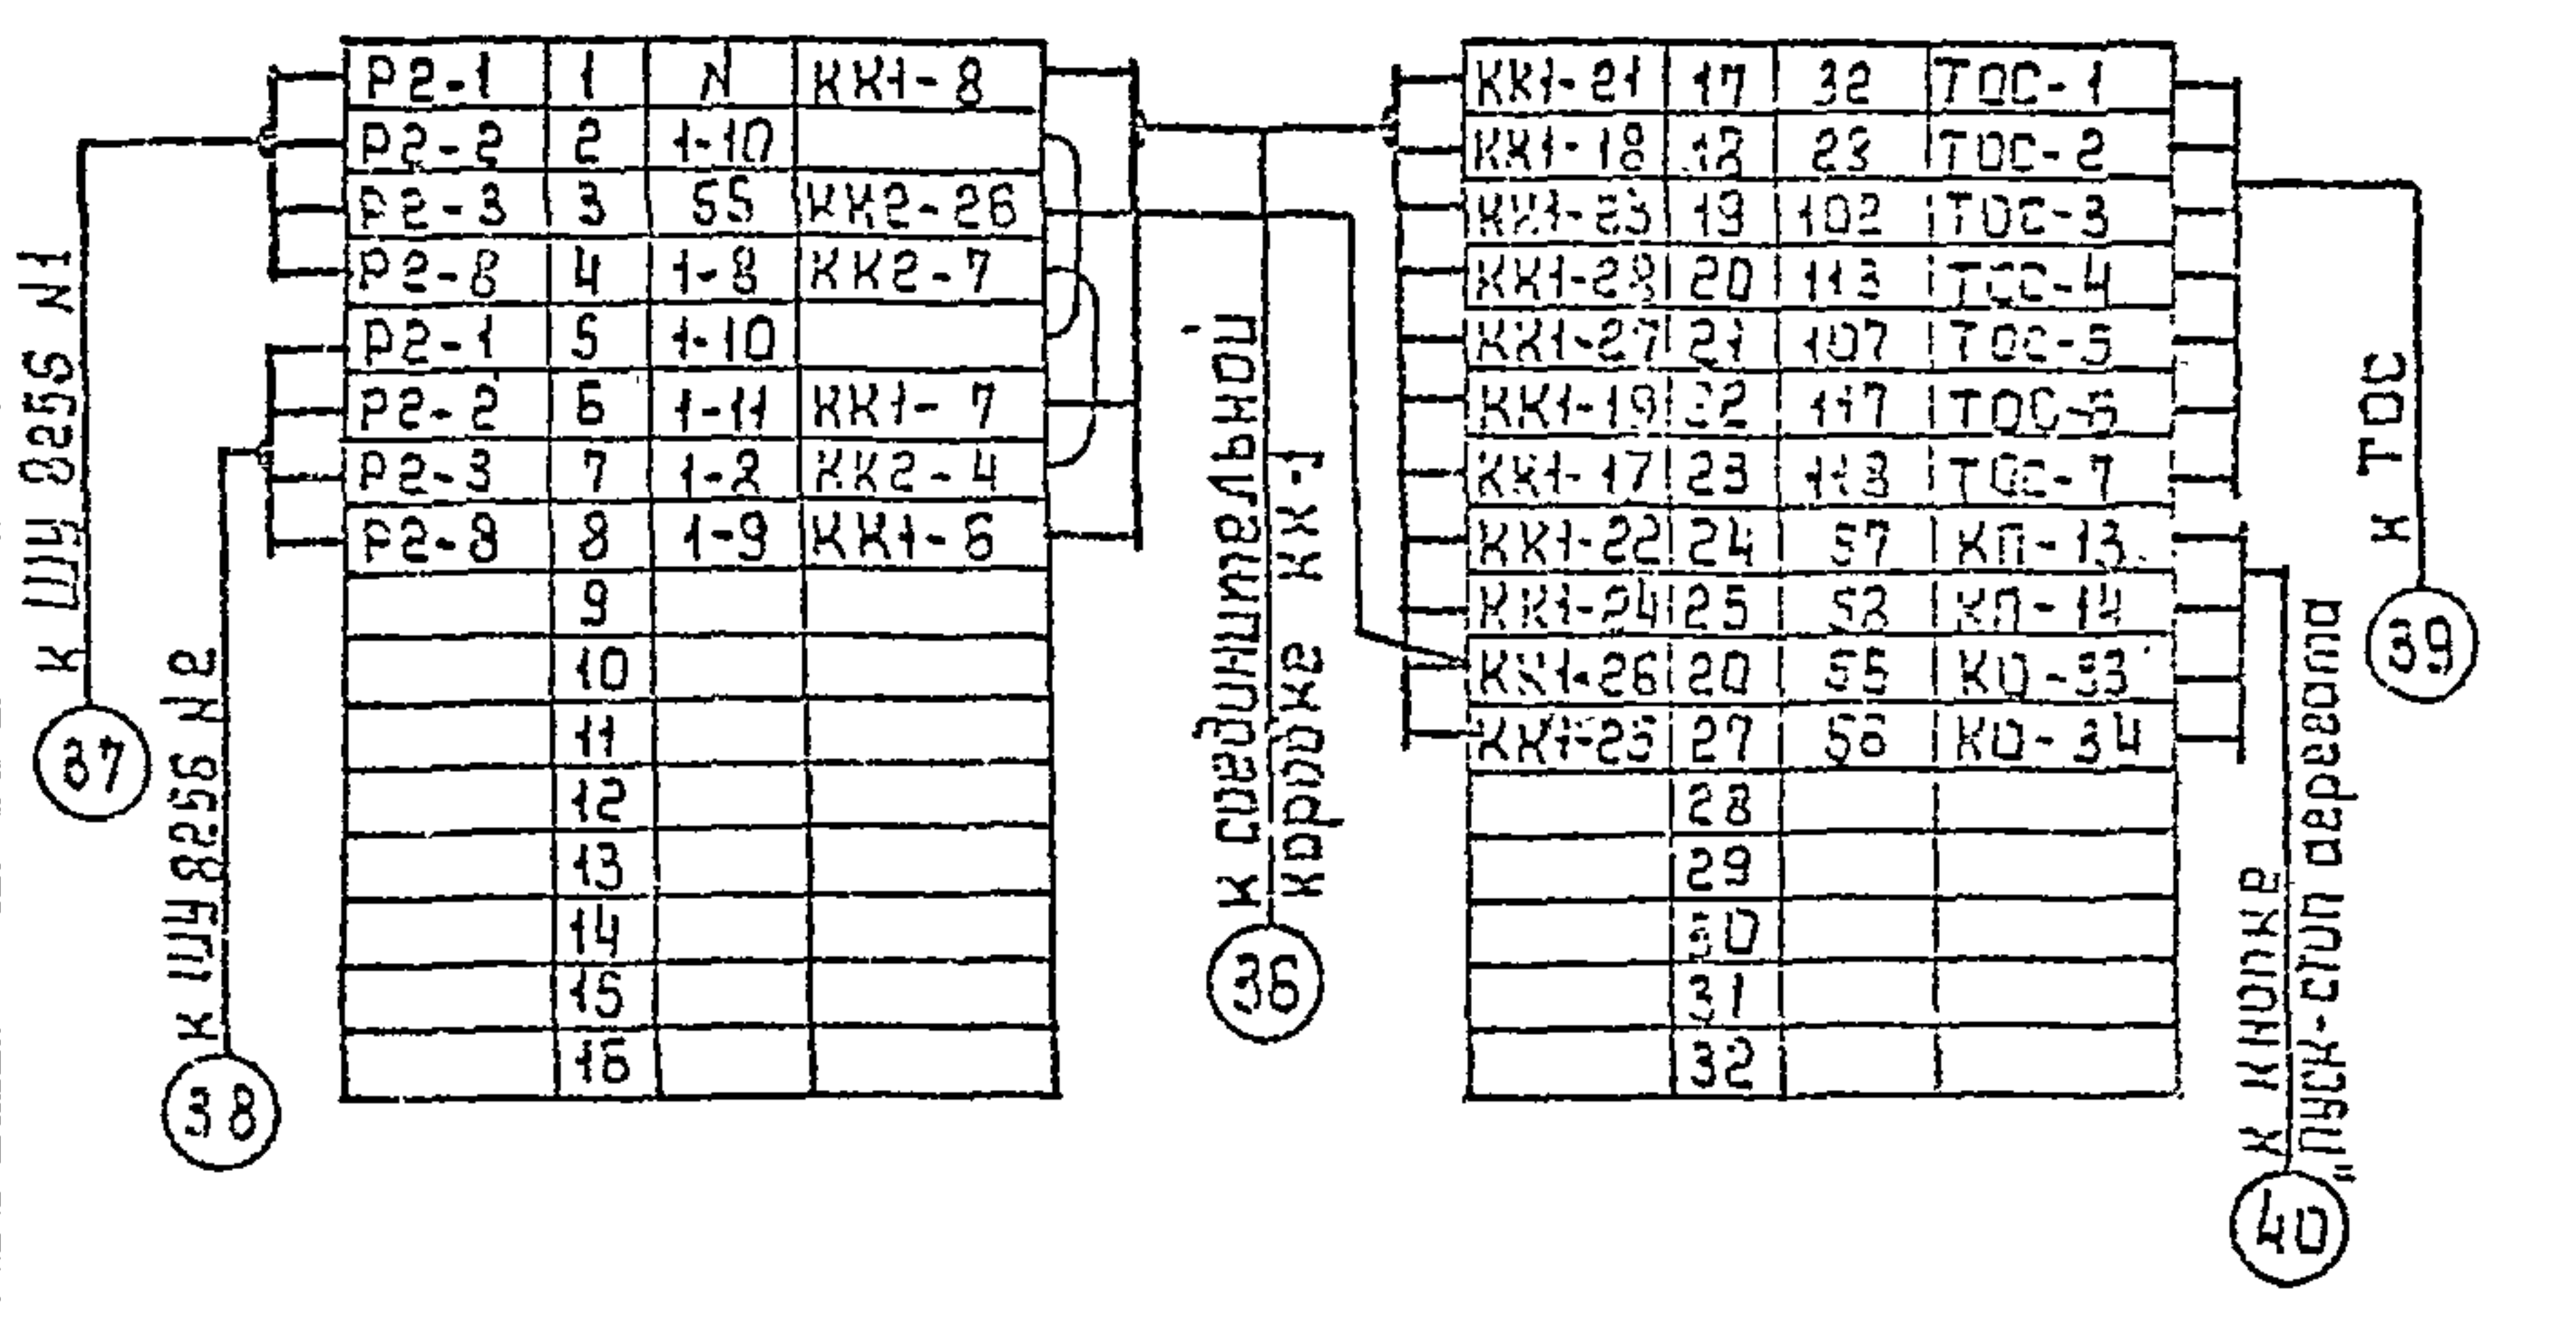 Р2-1 1 N КК1-8
Р2-2 2 1-10
Р2-3 3 55 КК2-26
Р2-8 4 1-8 КК2-7
Р2-1 5 1-10
Р2-2 6 1-11 КК1-7
Р2-3 7 1-2 КК2-4
Р2-8 8 1-9 КК1-6
9
10
11
12
13
14
15
16
КК1-21 17 32 ТОС-1
КК1-18 18 23 ТОС-2
КК1-23 19 102 ТОС-3
КК1-28 20 113 ТОС-4
КК1-27 21 107 ТОС-5
КК1-19 22 117 ТОС-6
КК1-17 23 113 ТОС-7
КК1-22 24 57 КП-13
КК1-24 25 КП-14
КК1-26 20 55 КО-33
КК1-25 27 56 КО-34
28
29
30
31
32
К ШУ 8256 N1
37
К ШУ 8256 N2
38
К соединительной
коробке КК-1
36
К ТОС
39
К кнопке
„пуск-стоп дервеата
40